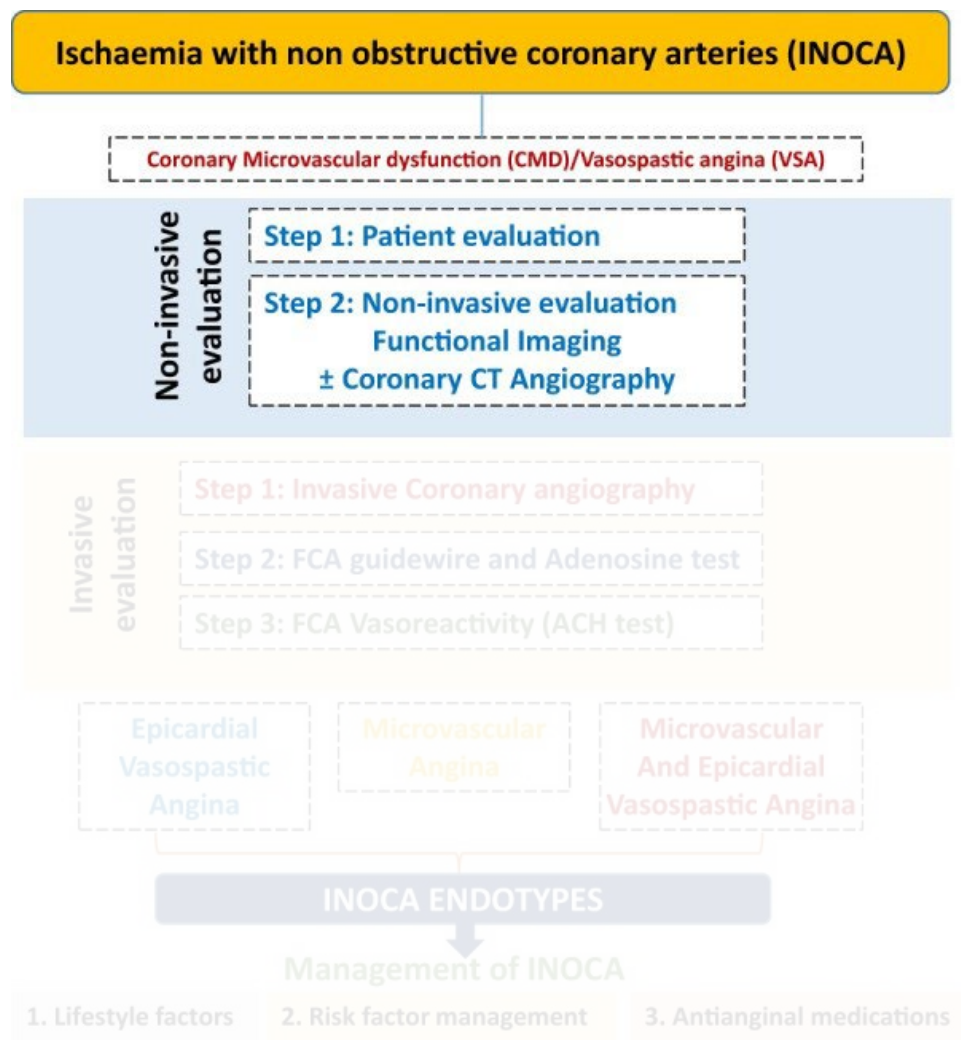 Ischaemia with non obstructive coronary arteries (INOCA)
Coronary Microvascular dysfunction (CMD)/Vasospastic angina (VSA)
Non-invasive
evaluation
Step 1: Patient evaluation
Step 2: Non-invasive evaluation
Functional Imaging
± Coronary CT Angiography
Invasive
evaluation
Step 1: Invasive Coronary angiography
Step 2: FCA guidewire and Adenosine test
Step 3: FCA Vasoreactivity (ACH test)
Epicardial
Vasospastic
Angina
Microvascular
Angina
Microvascular
And Epicardial
Vasospastic Angina
INOCA ENDOTYPES
Management of INOCA
1. Lifestyle factors
2. Risk factor management
3. Antianginal medications